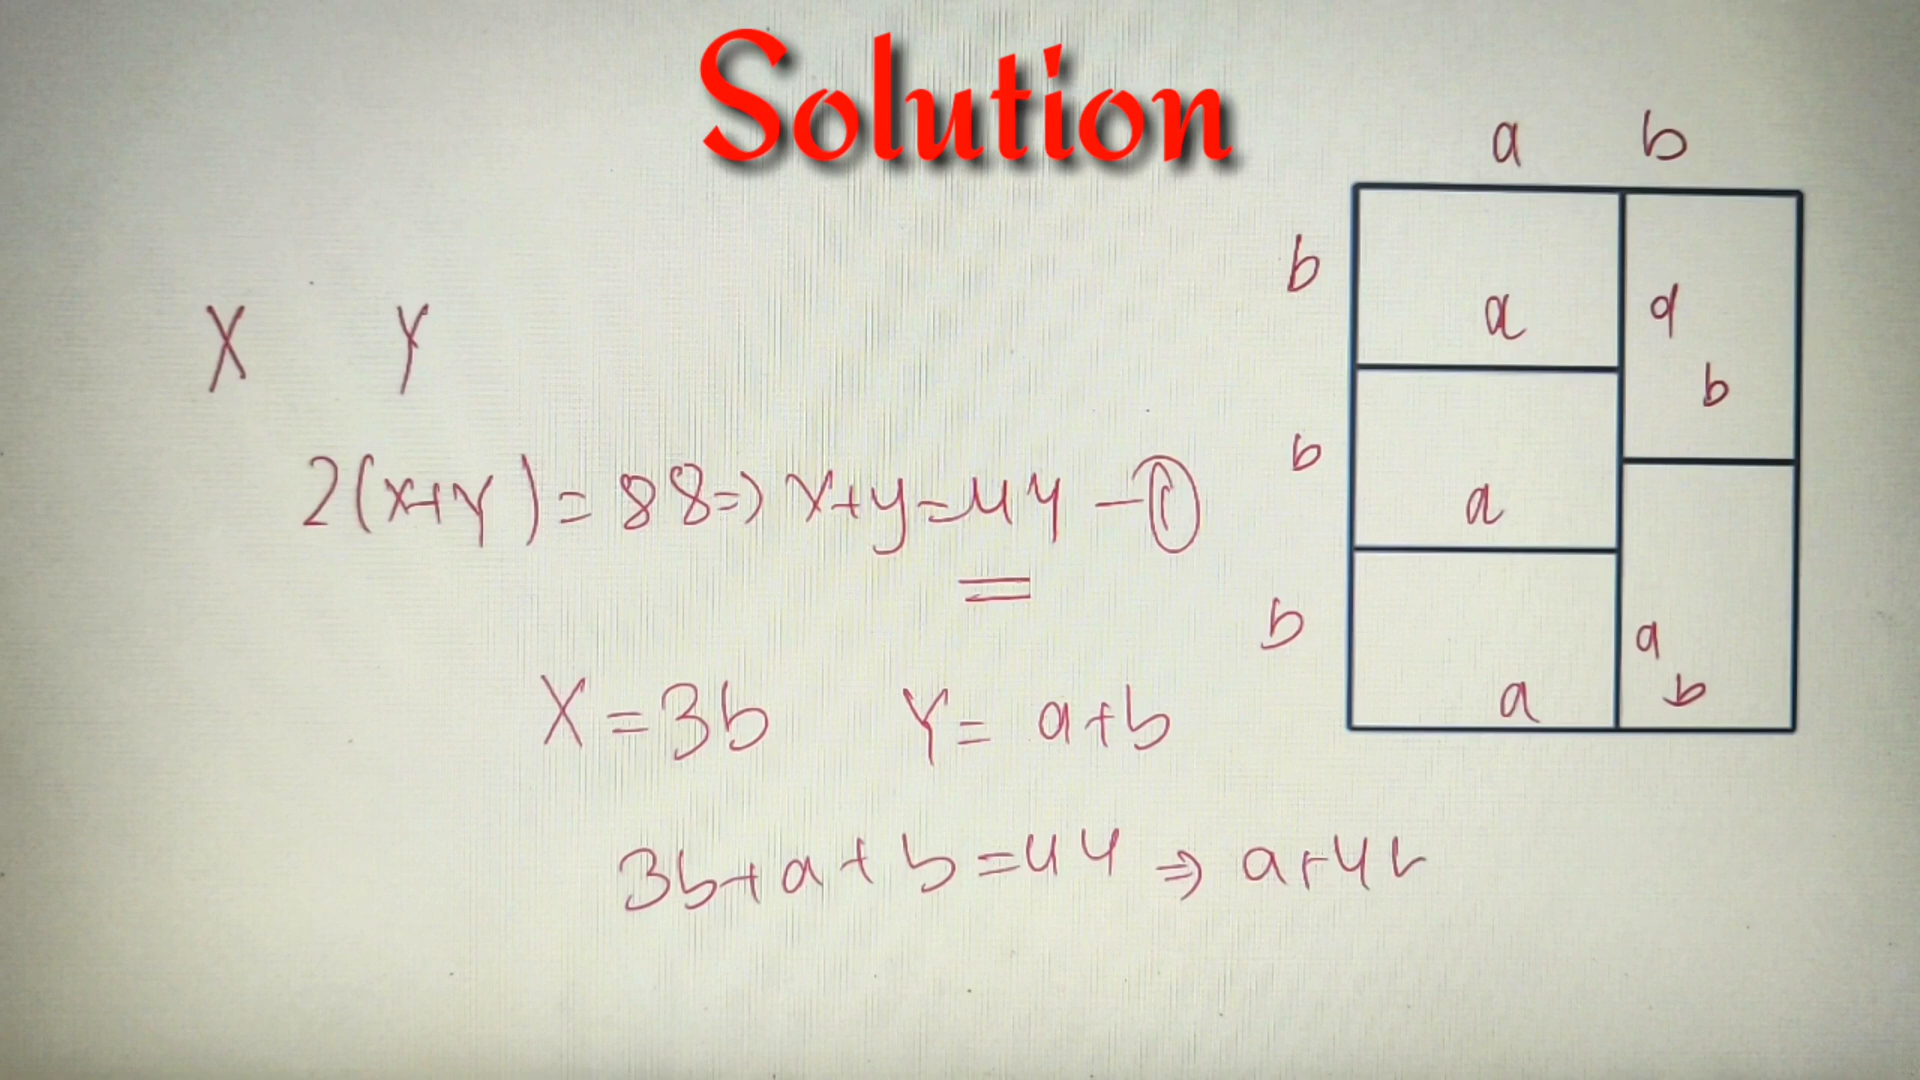 Solution
a b
b
a
a
b
X Y
b
a
2(x+y) = 88 => x+y=44 - ①
b
a
b
a
X = 3b Y = a+b
3b+a+b=44 => a+4b